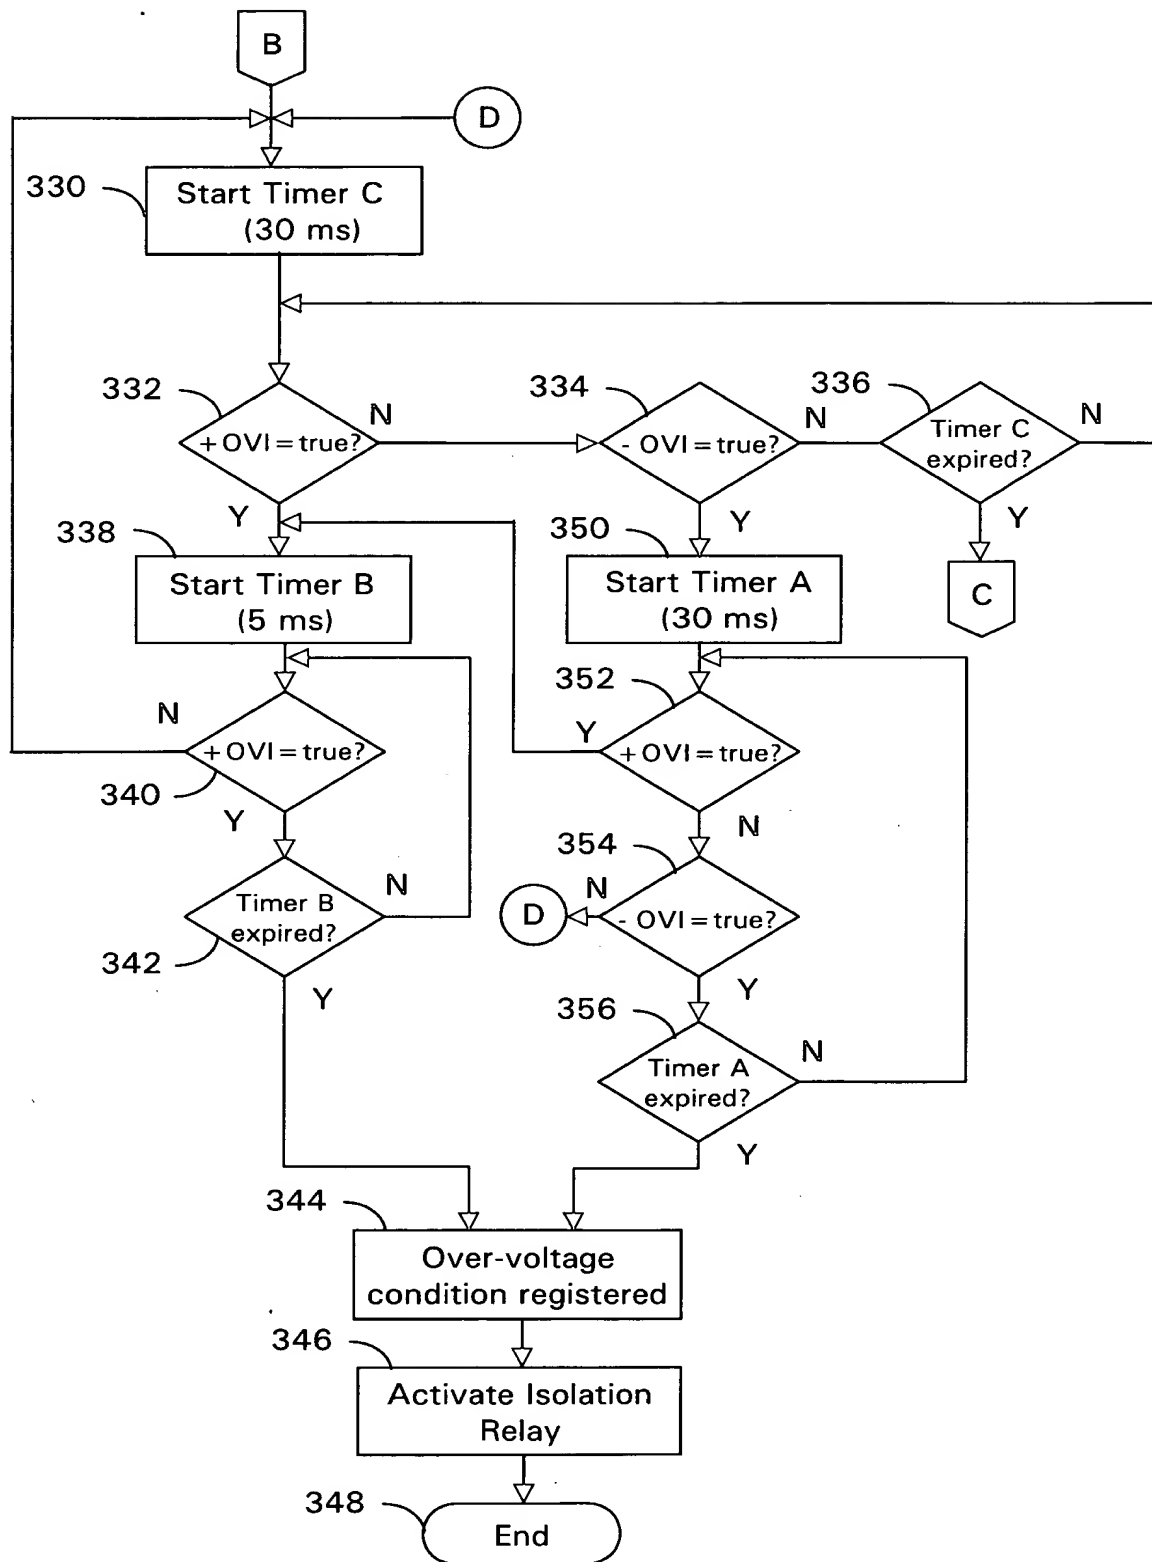 B
D
330
Start Timer C
(30 ms)
332
+ OVI = true?
N
334
- OVI = true?
N
336
Timer C
expired?
N
Y
Y
Y
338
Start Timer B
(5 ms)
350
Start Timer A
(30 ms)
C
N
340
+ OVI = true?
Y
352
Y
+ OVI = true?
N
342
Timer B
expired?
N
Y
354
D
N
- OVI = true?
Y
356
Timer A
expired?
N
Y
344
Over-voltage
condition registered
346
Activate Isolation
Relay
348
End